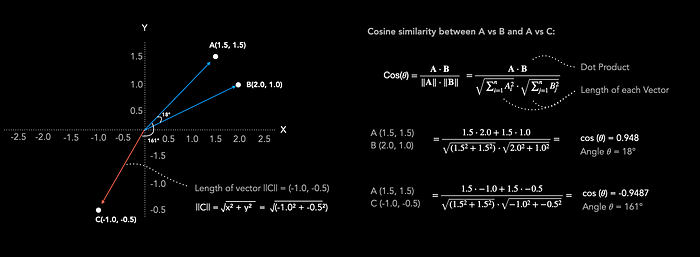 Y
Cosine similarity between A vs B and A vs C:
A(1.5, 1.5)
1.5
B(2.0, 1.0)
1.0
0.5
18°
X
-2.5 -2.0 -1.5 -1.0 -0.5 0.5 1.0 1.5 2.0 2.5
161°
-1.5
-1.0
-0.5
C(-1.0, -0.5)
Length of vector ||C|| = (-1.0, -0.5)
||C|| = √x² + y² = √(-1.0² + -0.5²)
Cos(θ) = A · B / ||A|| · ||B|| = A · B / √∑ⁿᵢ₌₁ Aᵢ² · √∑ⁿⱼ₌₁ Bⱼ²
Dot Product
Length of each Vector
A (1.5, 1.5)
B (2.0, 1.0)
= 1.5 · 2.0 + 1.5 · 1.0 / √(1.5² + 1.5²) · √2.0² + 1.0² = cos (θ) = 0.948
Angle θ = 18°
A (1.5, 1.5)
C (-1.0, -0.5)
= 1.5 · -1.0 + 1.5 · -0.5 / √(1.5² + 1.5²) · √-1.0² + -0.5² = cos (θ) = -0.9487
Angle θ = 161°